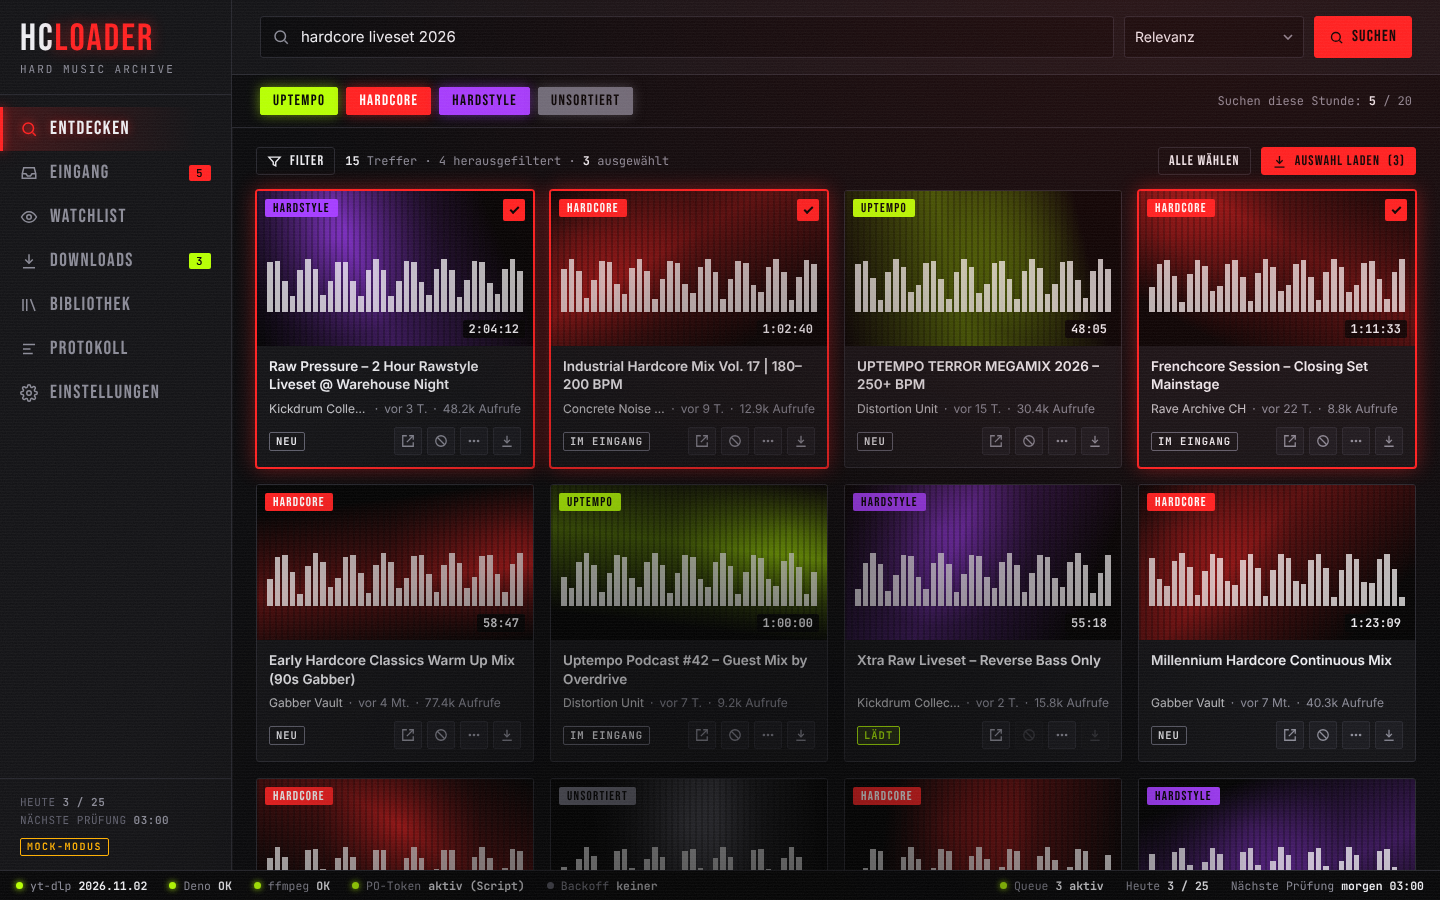 HCLOADER
HARD MUSIC ARCHIVE
hardcore liveset 2026
Relevanz
SUCHEN
ENTDECKEN
EINGANG 5
WATCHLIST
DOWNLOADS 3
BIBLIOTHEK
PROTOKOLL
EINSTELLUNGEN
HEUTE 3 / 25
NÄCHSTE PRÜFUNG 03:00
MOCK-MODUS
UPTEMPO HARDCORE HARDSTYLE UNSORTIERT
Suchen diese Stunde: 5 / 20
FILTER
15 Treffer · 4 herausgefiltert · 3 ausgewählt
ALLE WÄHLEN
AUSWAHL LADEN (3)
HARDSTYLE
2:04:12
Raw Pressure – 2 Hour Rawstyle
Liveset @ Warehouse Night
Kickdrum Colle... · vor 3 T. · 48.2k Aufrufe
NEU
HARDCORE
1:02:40
Industrial Hardcore Mix Vol. 17 | 180–
200 BPM
Concrete Noise ... · vor 9 T. · 12.9k Aufrufe
IM EINGANG
UPTEMPO
48:05
UPTEMPO TERROR MEGAMIX 2026 –
250+ BPM
Distortion Unit · vor 15 T. · 30.4k Aufrufe
NEU
HARDCORE
1:11:33
Frenchcore Session – Closing Set
Mainstage
Rave Archive CH · vor 22 T. · 8.8k Aufrufe
IM EINGANG
HARDCORE
58:47
Early Hardcore Classics Warm Up Mix
(90s Gabber)
Gabber Vault · vor 4 Mt. · 77.4k Aufrufe
NEU
UPTEMPO
1:00:00
Uptempo Podcast #42 – Guest Mix by
Overdrive
Distortion Unit · vor 7 T. · 9.2k Aufrufe
IM EINGANG
HARDSTYLE
55:18
Xtra Raw Liveset – Reverse Bass Only
Kickdrum Collec... · vor 2 T. · 15.8k Aufrufe
LÄDT
HARDCORE
1:23:09
Millennium Hardcore Continuous Mix
Gabber Vault · vor 7 Mt. · 40.3k Aufrufe
NEU
HARDCORE
UNSORTIERT
HARDCORE
HARDSTYLE
yt-dlp 2026.11.02 Deno OK ffmpeg OK PO-Token aktiv (Script) Backoff keiner
Queue 3 aktiv Heute 3 / 25 Nächste Prüfung morgen 03:00